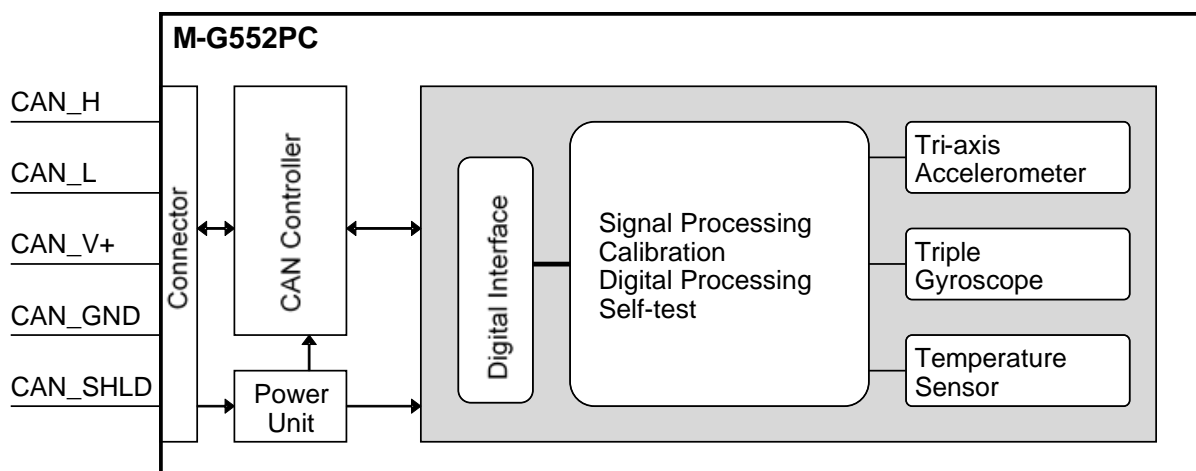 M-G552PC
CAN_H
CAN_L
CAN_V+
CAN_GND
CAN_SHLD
Connector
CAN Controller
Power
Unit
Digital Interface
Signal Processing
Calibration
Digital Processing
Self-test
Tri-axis
Accelerometer
Triple
Gyroscope
Temperature
Sensor